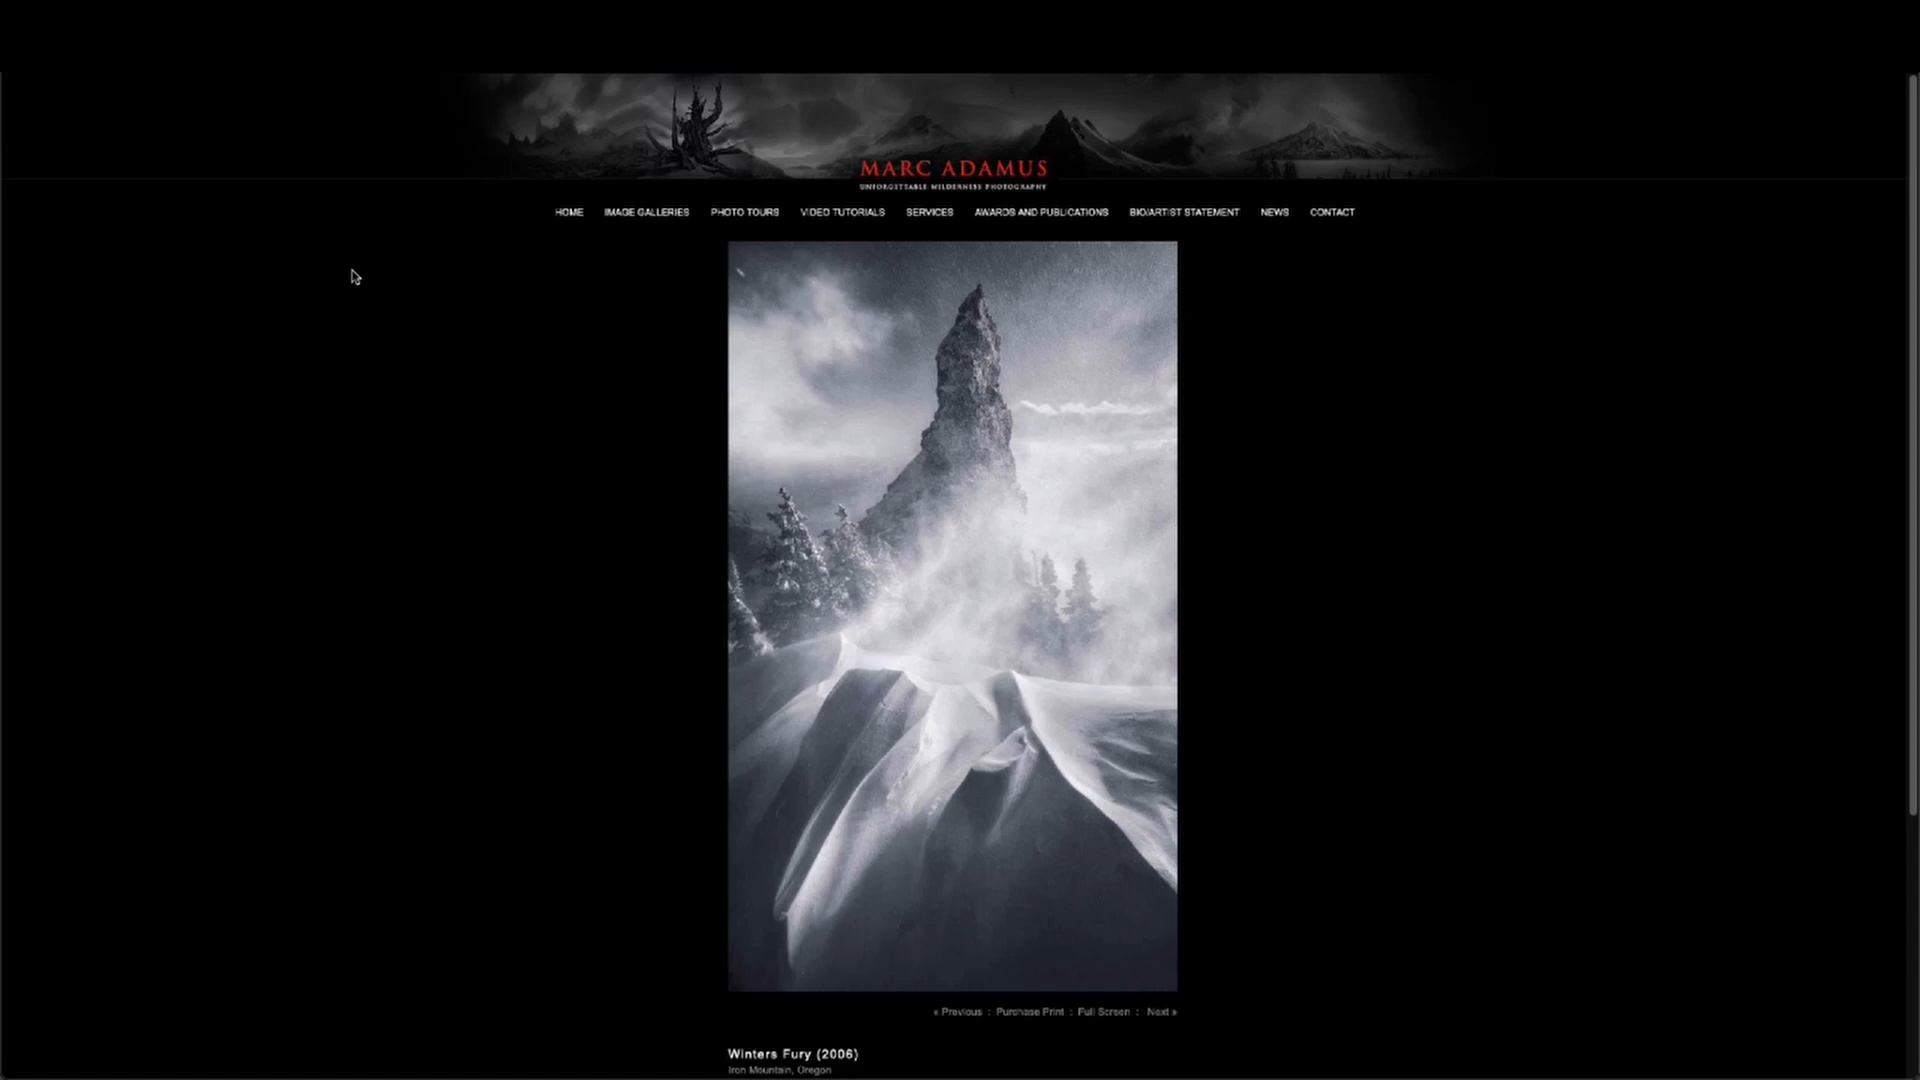 MARC ADAMUS
UNFORGETTABLE WILDERNESS PHOTOGRAPHY
HOME IMAGE GALLERIES PHOTO TOURS VIDEO TUTORIALS SERVICES AWARDS AND PUBLICATIONS BIO/ARTIST STATEMENT NEWS CONTACT
« Previous : Purchase Print : Full Screen : Next »
Winters Fury (2006)
Iron Mountain, Oregon